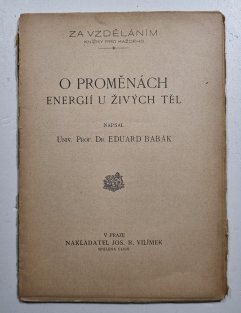 ZA VZDĚLÁNÍM
KNÍŽKY PRO KAŽDÉHO.
O PROMĚNÁCH
ENERGIÍ U ŽIVÝCH TĚL
NAPSAL
UNIV. PROF. DR. EDUARD BABÁK
V PRAZE
NAKLADATEL JOS. R. VILÍMEK